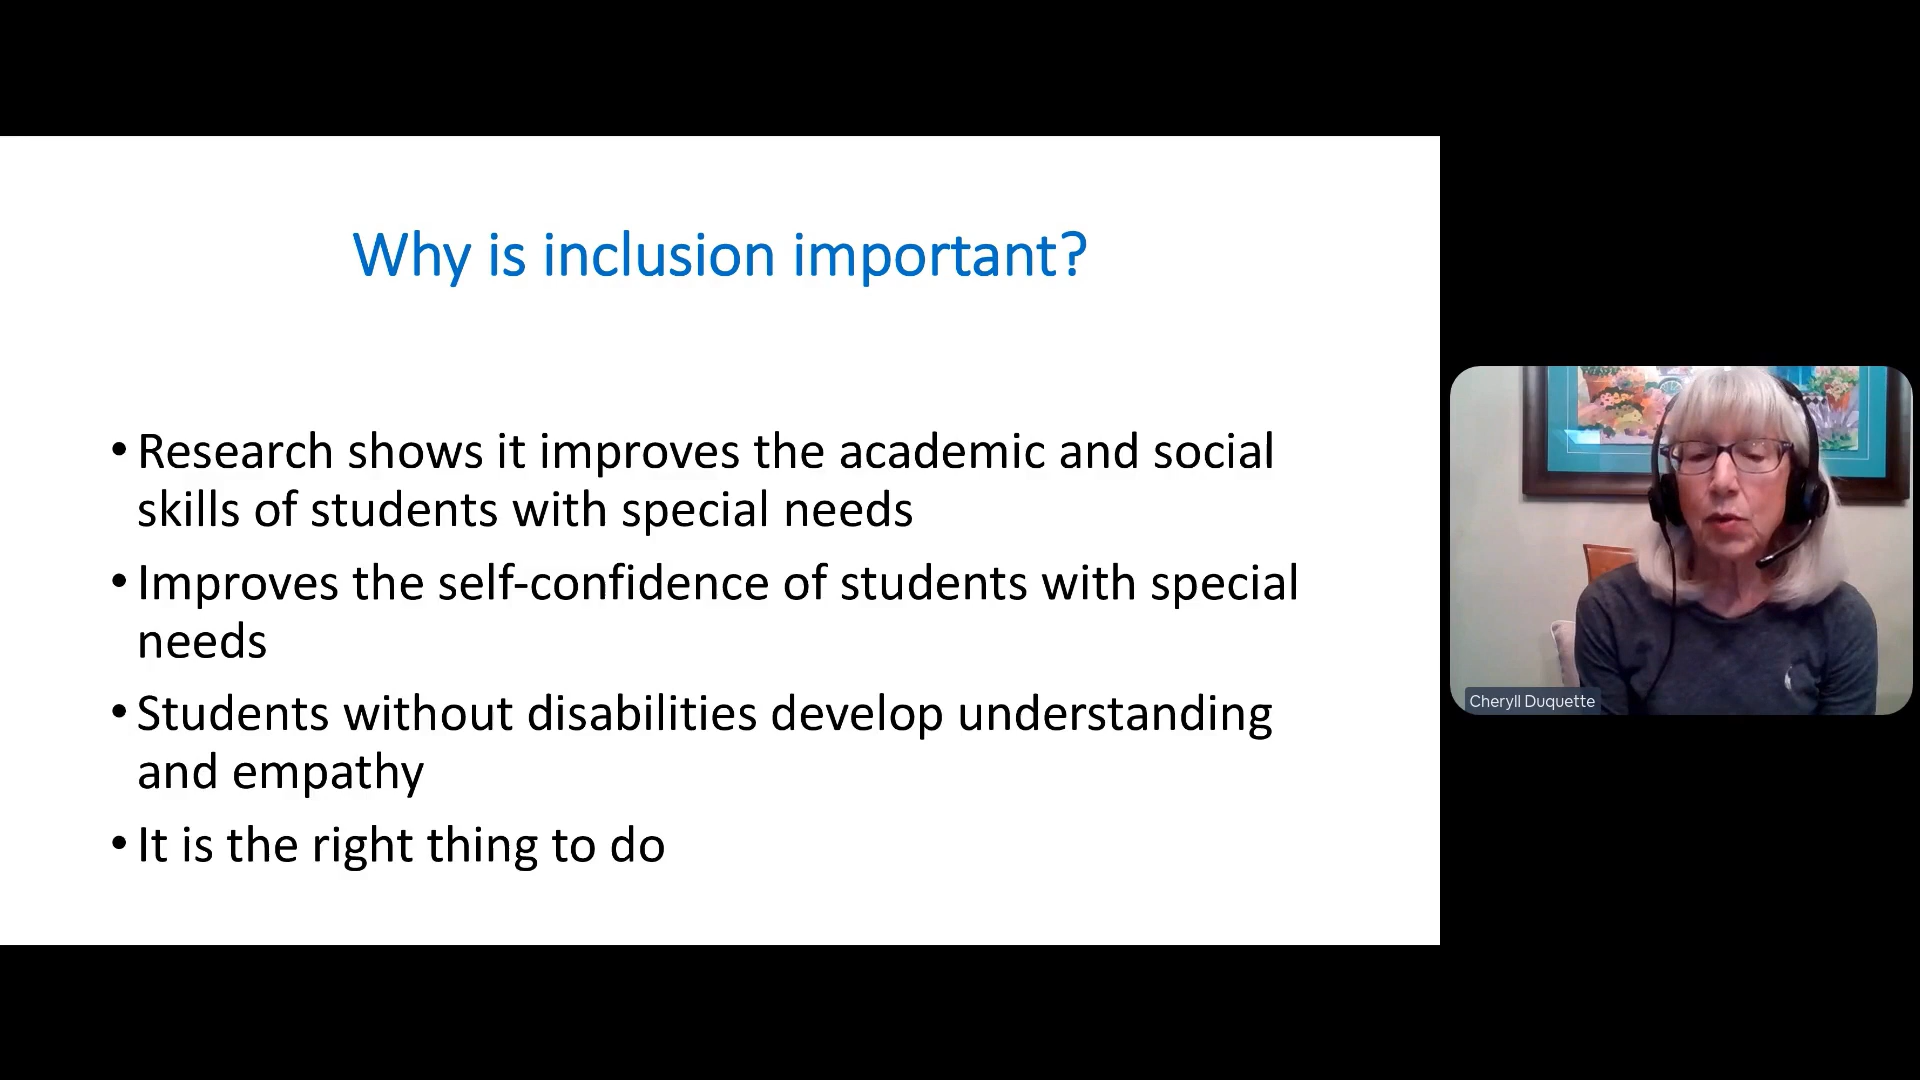 Why is inclusion important?
• Research shows it improves the academic and social
skills of students with special needs
• Improves the self-confidence of students with special
needs
• Students without disabilities develop understanding
and empathy
• It is the right thing to do
Cheryll Duquette